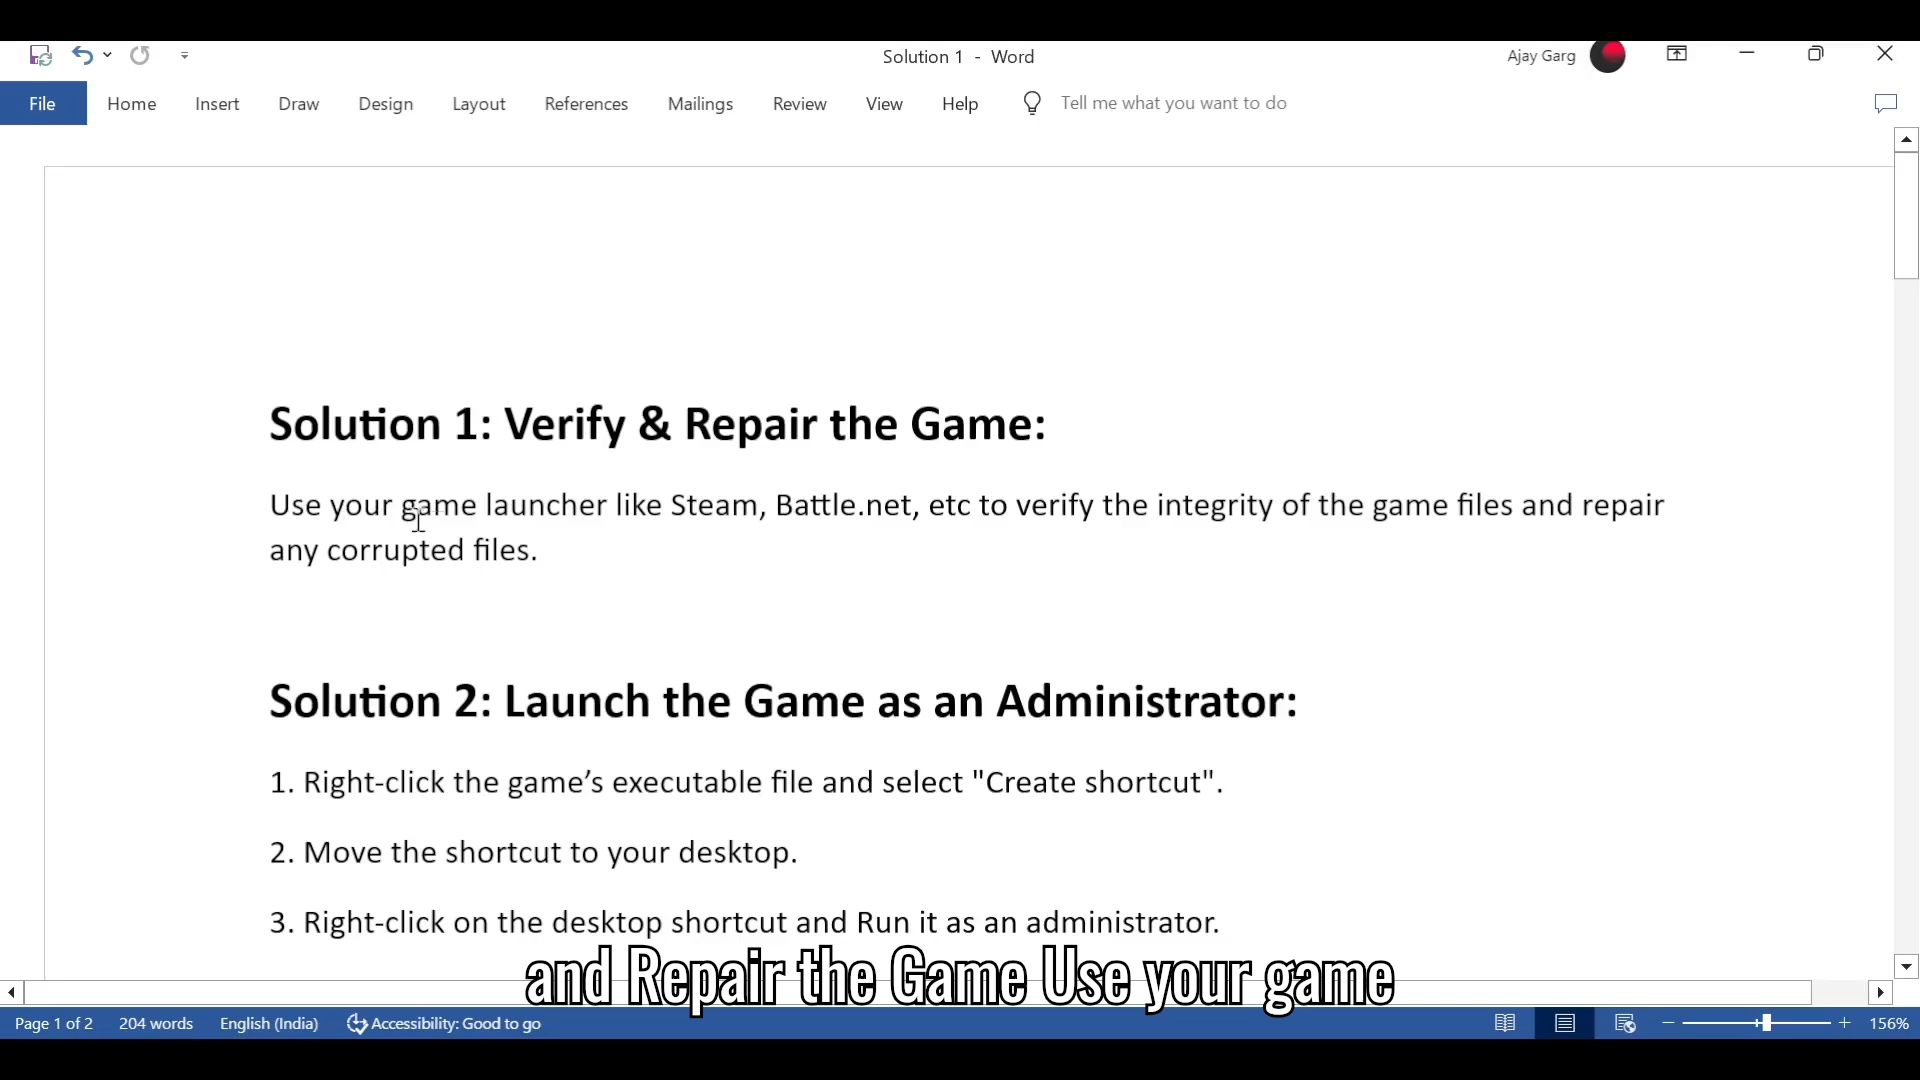 Solution 1 - Word
Ajay Garg
File Home Insert Draw Design Layout References Mailings Review View Help Tell me what you want to do
Solution 1: Verify & Repair the Game:
Use your game launcher like Steam, Battle.net, etc to verify the integrity of the game files and repair
any corrupted files.
Solution 2: Launch the Game as an Administrator:
1. Right-click the game’s executable file and select "Create shortcut".
2. Move the shortcut to your desktop.
3. Right-click on the desktop shortcut and Run it as an administrator.
and Repair the Game Use your game
Page 1 of 2 204 words English (India) Accessibility: Good to go 156%